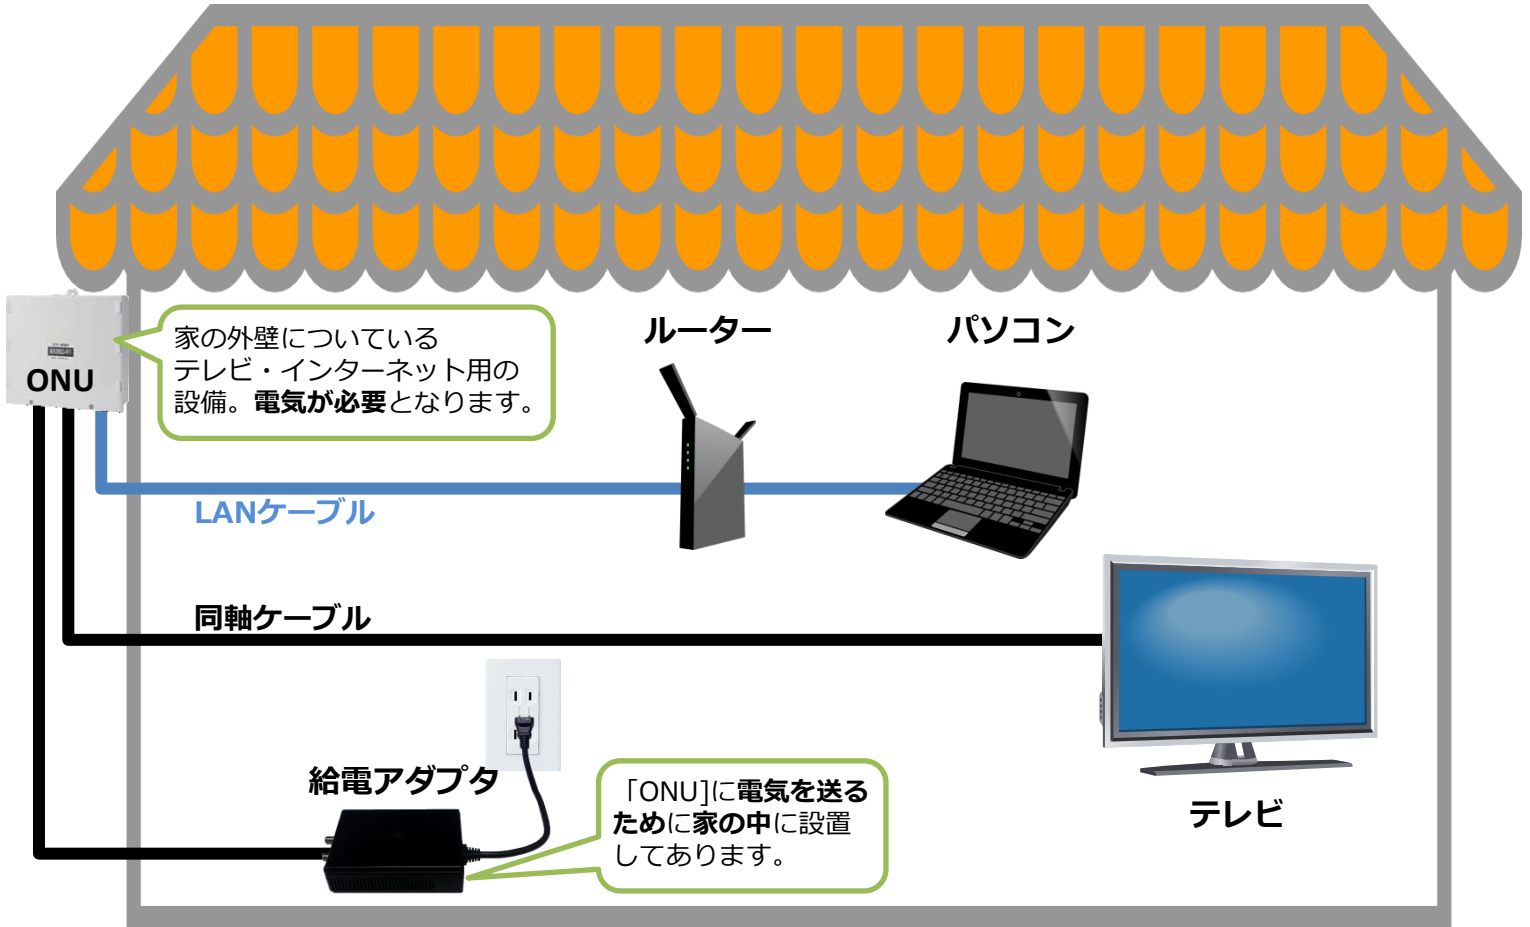 家の外壁についている
テレビ・インターネット用の
設備。電気が必要となります。
ONU
ルーター
パソコン
LANケーブル
同軸ケーブル
給電アダプタ
「ONU]に電気を送る
ために家の中に設置
してあります。
テレビ